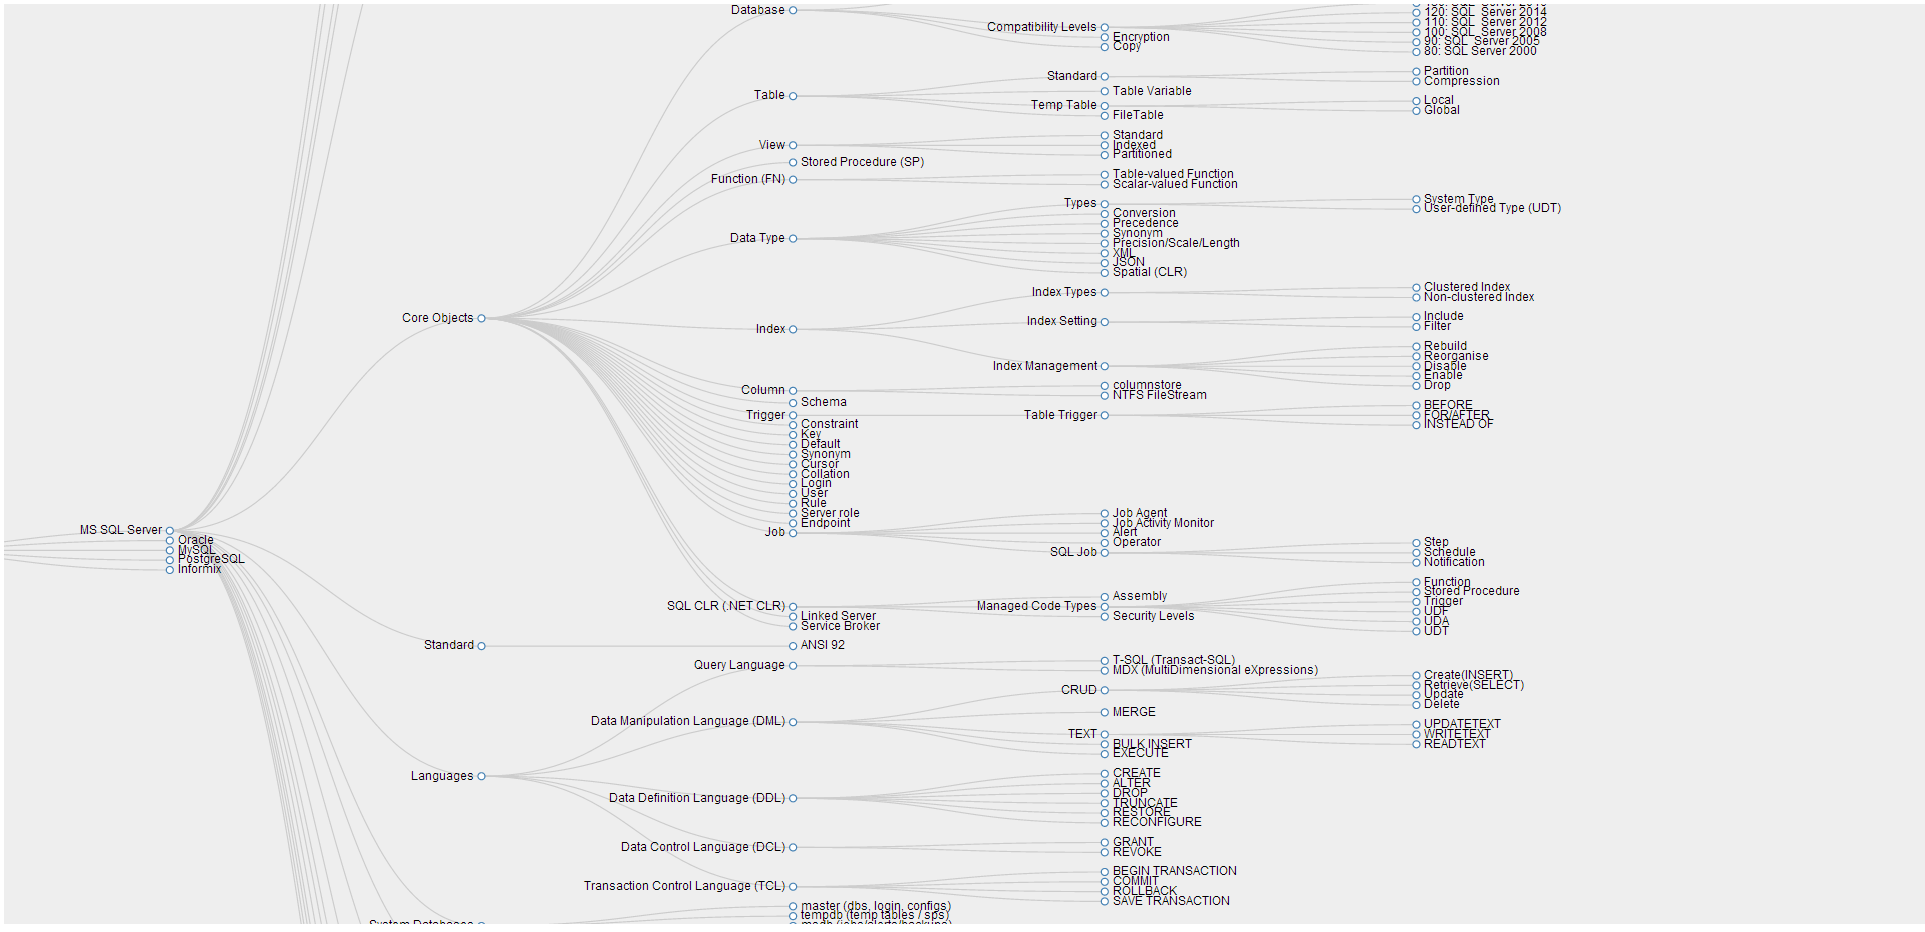 Database
Compatibility Levels
120: SQL  Server 2014
110: SQL  Server 2012
100: SQL  Server 2008
90: SQL  Server 2005
80: SQL Server 2000
Encryption
Copy
Table
Standard
Partition
Compression
Table Variable
Temp Table
Local
Global
FileTable
View
Standard
Indexed
Partitioned
Stored Procedure (SP)
Function (FN)
Table-valued Function
Scalar-valued Function
Data Type
Types
System Type
User-defined Type (UDT)
Conversion
Precedence
Synonym
Precision/Scale/Length
XML
JSON
Spatial (CLR)
Core Objects
Index
Index Types
Clustered Index
Non-clustered Index
Index Setting
Include
Filter
Index Management
Rebuild
Reorganise
Disable
Enable
Drop
Column
columnstore
NTFS FileStream
Schema
Trigger
Table Trigger
BEFORE
FOR/AFTER
INSTEAD OF
Constraint
Key
Default
Synonym
Cursor
Collation
Login
User
Rule
Server role
Endpoint
Job
Job Agent
Job Activity Monitor
Alert
Operator
SQL Job
Step
Schedule
Notification
MS SQL Server
Oracle
MySQL
PostgreSQL
Informix
SQL CLR (.NET CLR)
Assembly
Managed Code Types
Function
Stored Procedure
Trigger
UDF
UDA
UDT
Security Levels
Linked Server
Service Broker
Standard
ANSI 92
Languages
Query Language
T-SQL (Transact-SQL)
MDX (MultiDimensional eXpressions)
Data Manipulation Language (DML)
CRUD
Create(INSERT)
Retrieve(SELECT)
Update
Delete
MERGE
TEXT
UPDATETEXT
WRITETEXT
READTEXT
BULK INSERT
EXECUTE
Data Definition Language (DDL)
CREATE
ALTER
DROP
TRUNCATE
RESTORE
RECONFIGURE
Data Control Language (DCL)
GRANT
REVOKE
Transaction Control Language (TCL)
BEGIN TRANSACTION
COMMIT
ROLLBACK
SAVE TRANSACTION
System Databases
master (dbs, login, configs)
tempdb (temp tables / sps)